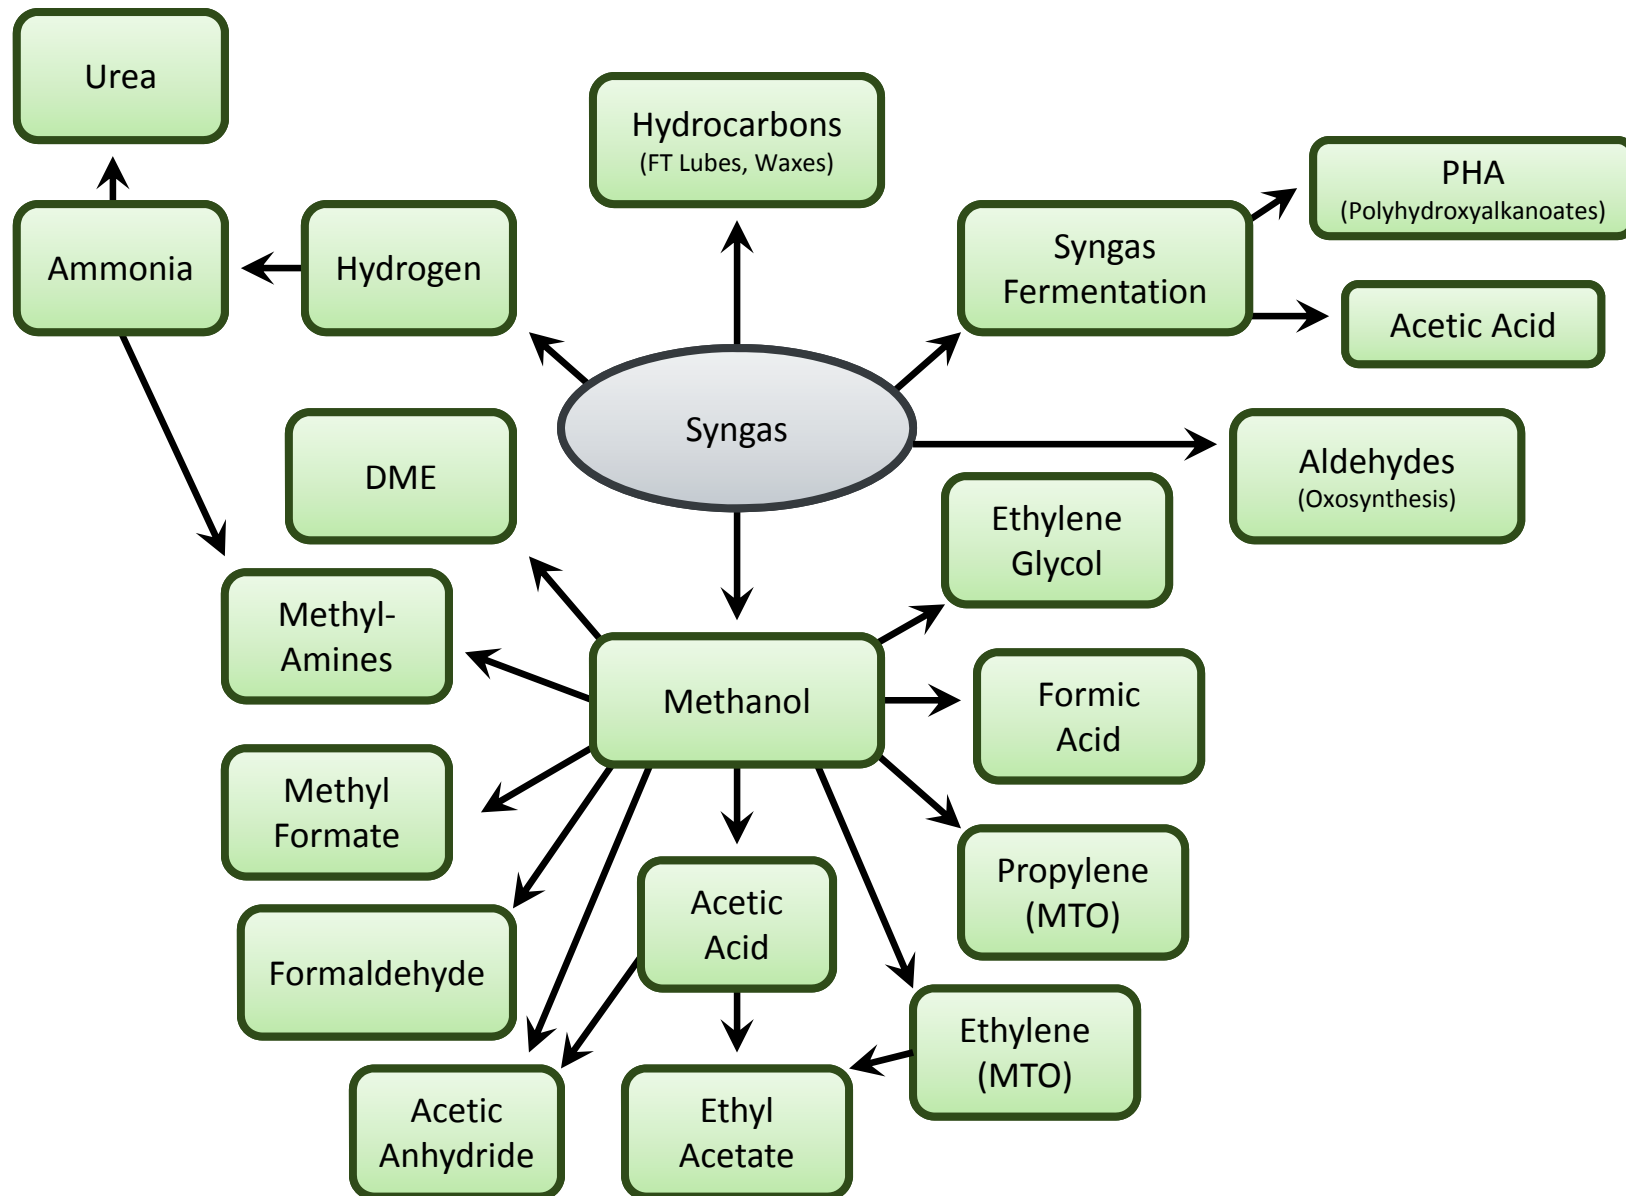 Urea
Hydrocarbons
(FT Lubes, Waxes)
PHA
(Polyhydroxyalkanoates)
Ammonia
Hydrogen
Syngas
Fermentation
Acetic Acid
Syngas
DME
Aldehydes
(Oxosynthesis)
Ethylene
Glycol
Methyl-
Amines
Methanol
Formic
Acid
Methyl
Formate
Propylene
(MTO)
Acetic
Acid
Formaldehyde
Ethylene
(MTO)
Acetic
Anhydride
Ethyl
Acetate